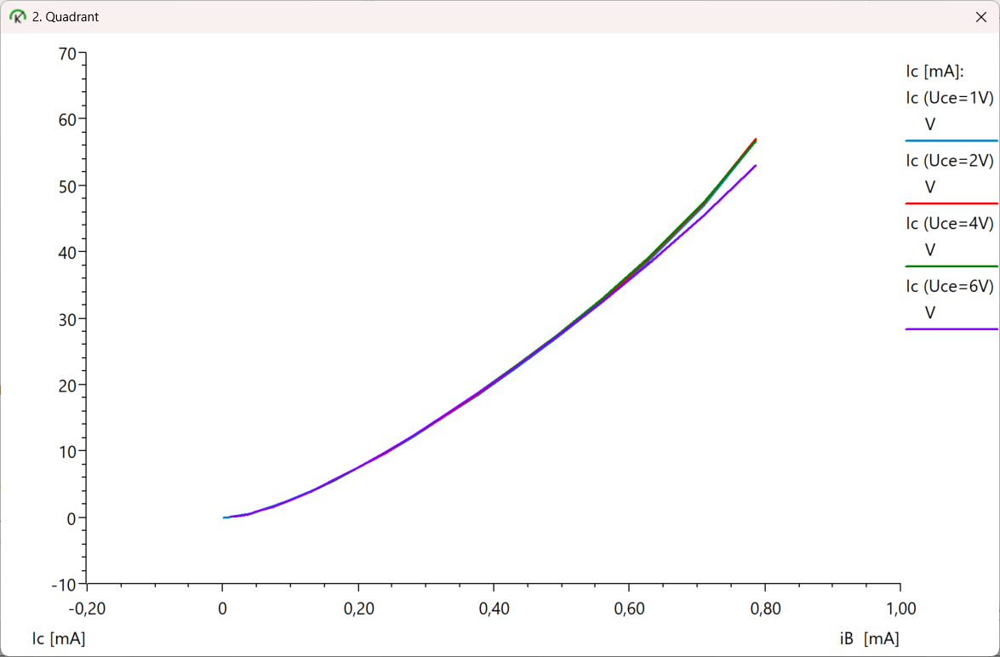 2. Quadrant
70
60
50
40
30
20
10
0
-10
-0,20
0
0,20
0,40
0,60
0,80
1,00
Ic [mA]
iB [mA]
Ic [mA]:
Ic (Uce=1V)
V
Ic (Uce=2V)
V
Ic (Uce=4V)
V
Ic (Uce=6V)
V